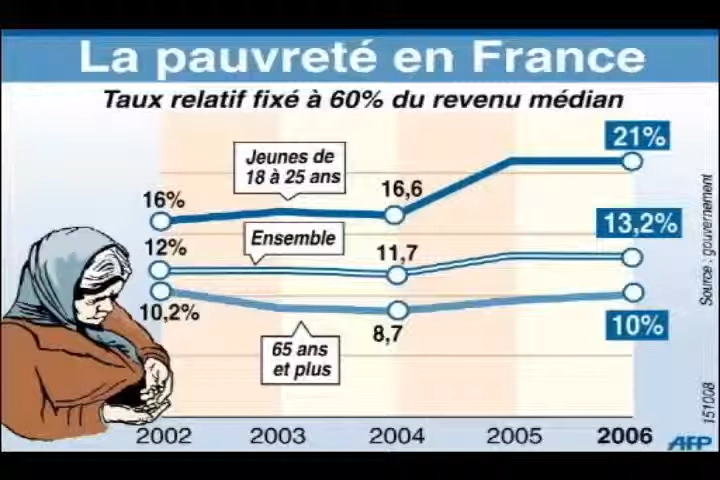 La pauvreté en France
Taux relatif fixé à 60% du revenu médian
21%
Jeunes de
18 à 25 ans
16%
16,6
13,2%
Ensemble
12%
11,7
10,2%
8,7
10%
65 ans
et plus
2002 2003 2004 2005 2006
Source : gouvernement
151008
AFP